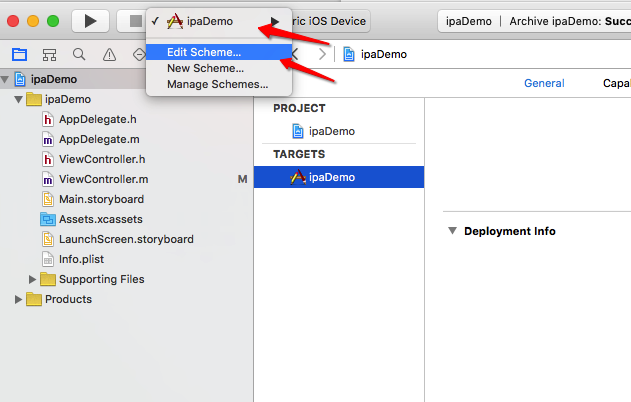 ipaDemo
ric iOS Device
ipaDemo | Archive ipaDemo: Succ
Edit Scheme...
New Scheme...
Manage Schemes...
ipaDemo
ipaDemo
General Capal
PROJECT
ipaDemo
TARGETS
ipaDemo
Deployment Info
ipaDemo
AppDelegate.h
AppDelegate.m
ViewController.h
ViewController.m M
Main.storyboard
Assets.xcassets
LaunchScreen.storyboard
Info.plist
Supporting Files
Products